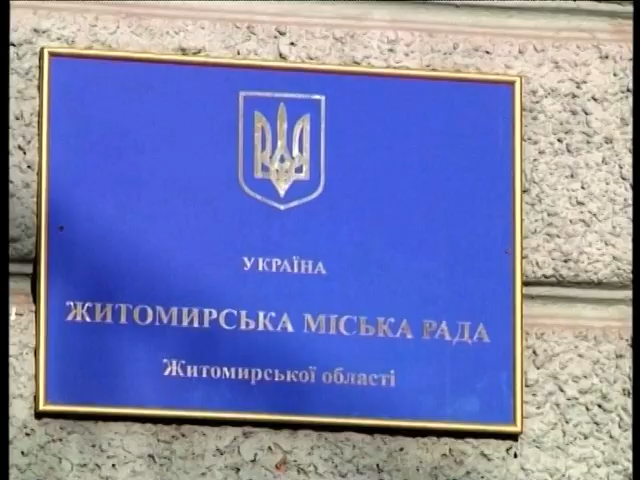 УКРАЇНА
ЖИТОМИРСЬКА МІСЬКА РАДА
Житомирської області